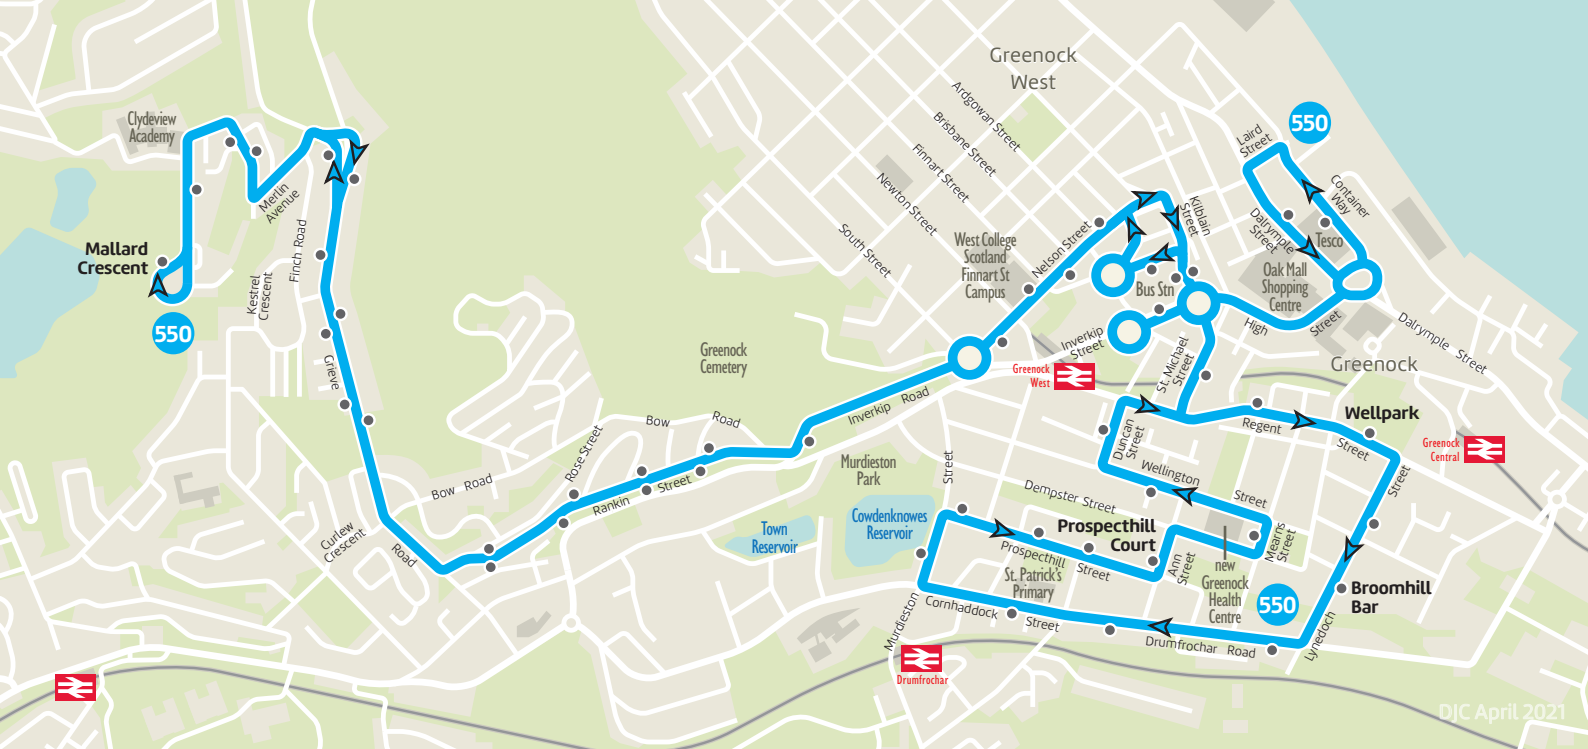 Greenock
West
Ardgowan Street
Brisbane Street
Finnart Street
Newton Street
South Street
Clydeview
Academy
Merlin
Avenue
Mallard
Crescent
550
Finch Road
Kestrel
Crescent
Grieve
Road
Curlew
Crescent
Bow Road
Rose Street
Bow Road
Rankin Street
Inverkip Road
Greenock
Cemetery
Murdieston
Park
Town
Reservoir
Cowdenknowes
Reservoir
West College
Scotland
Finnart St
Campus
Nelson Street
Kilblain
Street
Bus Stn
Inverkip
Street
Greenock
West
St. Michael
Street
High Street
Laird
Street
550
Container
Way
Dalrymple
Street
Tesco
Oak Mall
Shopping
Centre
Dalrymple Street
Greenock
Wellpark
Regent Street
Greenock
Central
Duncan
Street
Wellington Street
Dempster Street
Prospecthill
Court
Prospecthill Street
Ann
Street
Mearns
Street
new
Greenock
Health
Centre
550
St. Patrick's
Primary
Murdieston Street
Cornhaddock Street
Drumfrochar Road
Lynedoch Street
Broomhill
Bar
Drumfrochar
DJC April 2021